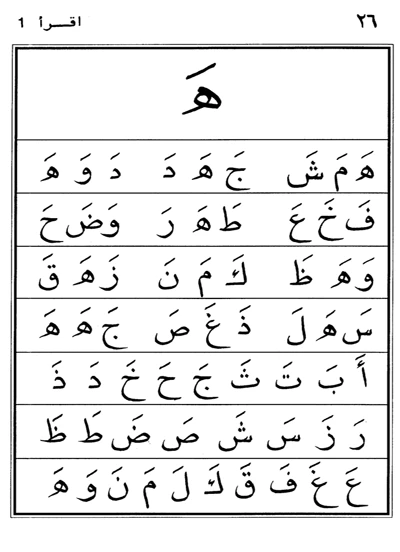 ٢٦ اقــرأ 1
هَ
هَ مَ شَ جَ هَ دَ دَ وَ هَ
فَ خَ عَ طَ هَ رَ وَ ضَ حَ
وَ هَ ظَ كَ مَ نَ زَ هَ قَ
سَ هَ لَ ذَ غَ صَ جَ هَ هَ
أَ بَ تَ ثَ جَ حَ خَ دَ ذَ
رَ زَ سَ شَ صَ ضَ طَ ظَ
عَ غَ فَ قَ كَ لَ مَ نَ وَ هَ